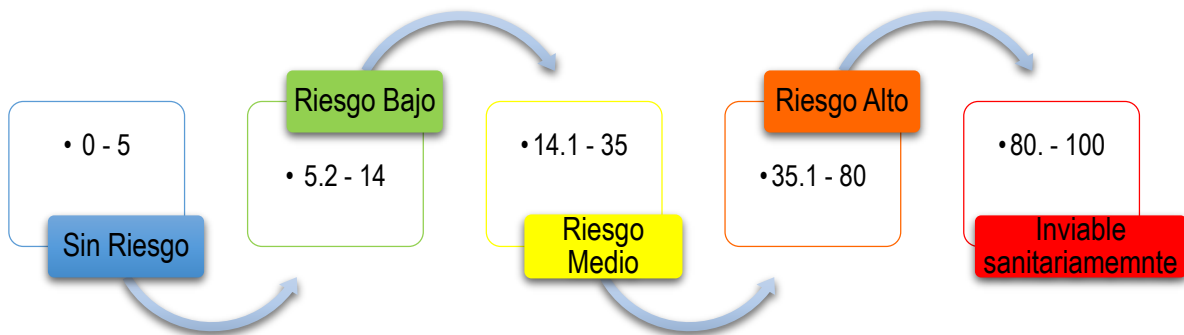 • 0 - 5
Sin Riesgo
Riesgo Bajo
• 5.2 - 14
•14.1 - 35
Riesgo
Medio
Riesgo Alto
•35.1 - 80
•80. - 100
Inviable
sanitariamemnte